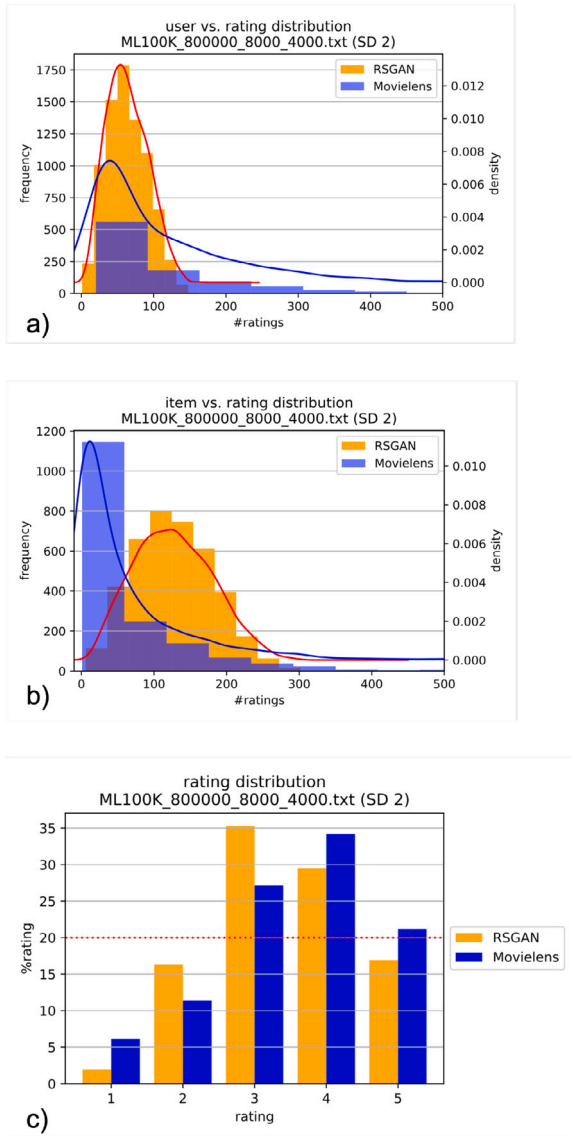 user vs. rating distribution
ML100K_800000_8000_4000.txt (SD 2)
RSGAN
Movielens
1750
1500
1250
1000
750
500
250
0
frequency
0.012
0.010
0.008
0.006
0.004
0.002
0.000
density
0 100 200 300 400 500
#ratings
a)
item vs. rating distribution
ML100K_800000_8000_4000.txt (SD 2)
RSGAN
Movielens
1200
1000
800
600
400
200
0
frequency
0.010
0.008
0.006
0.004
0.002
0.000
density
0 100 200 300 400 500
#ratings
b)
rating distribution
ML100K_800000_8000_4000.txt (SD 2)
35
30
25
20
15
10
5
0
%rating
RSGAN
Movielens
1 2 3 4 5
rating
c)